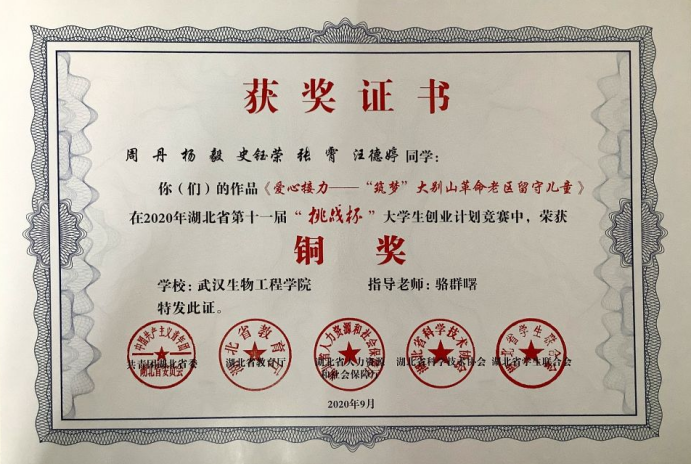 获奖证书
周丹 杨毅 史钰荣 张霄 汪德婷 同学：
你（们）的作品《爱心接力——“筑梦”大别山革命老区留守儿童》
在2020年湖北省第十一届“挑战杯”大学生创业计划竞赛中，荣获
铜奖
学校：武汉生物工程学院 指导老师：骆群曙
特发此证。
共青团湖北省委 湖北省教育厅 湖北省人力资源和社会保障厅 湖北省科学技术协会 湖北省学生联合会
2020年9月